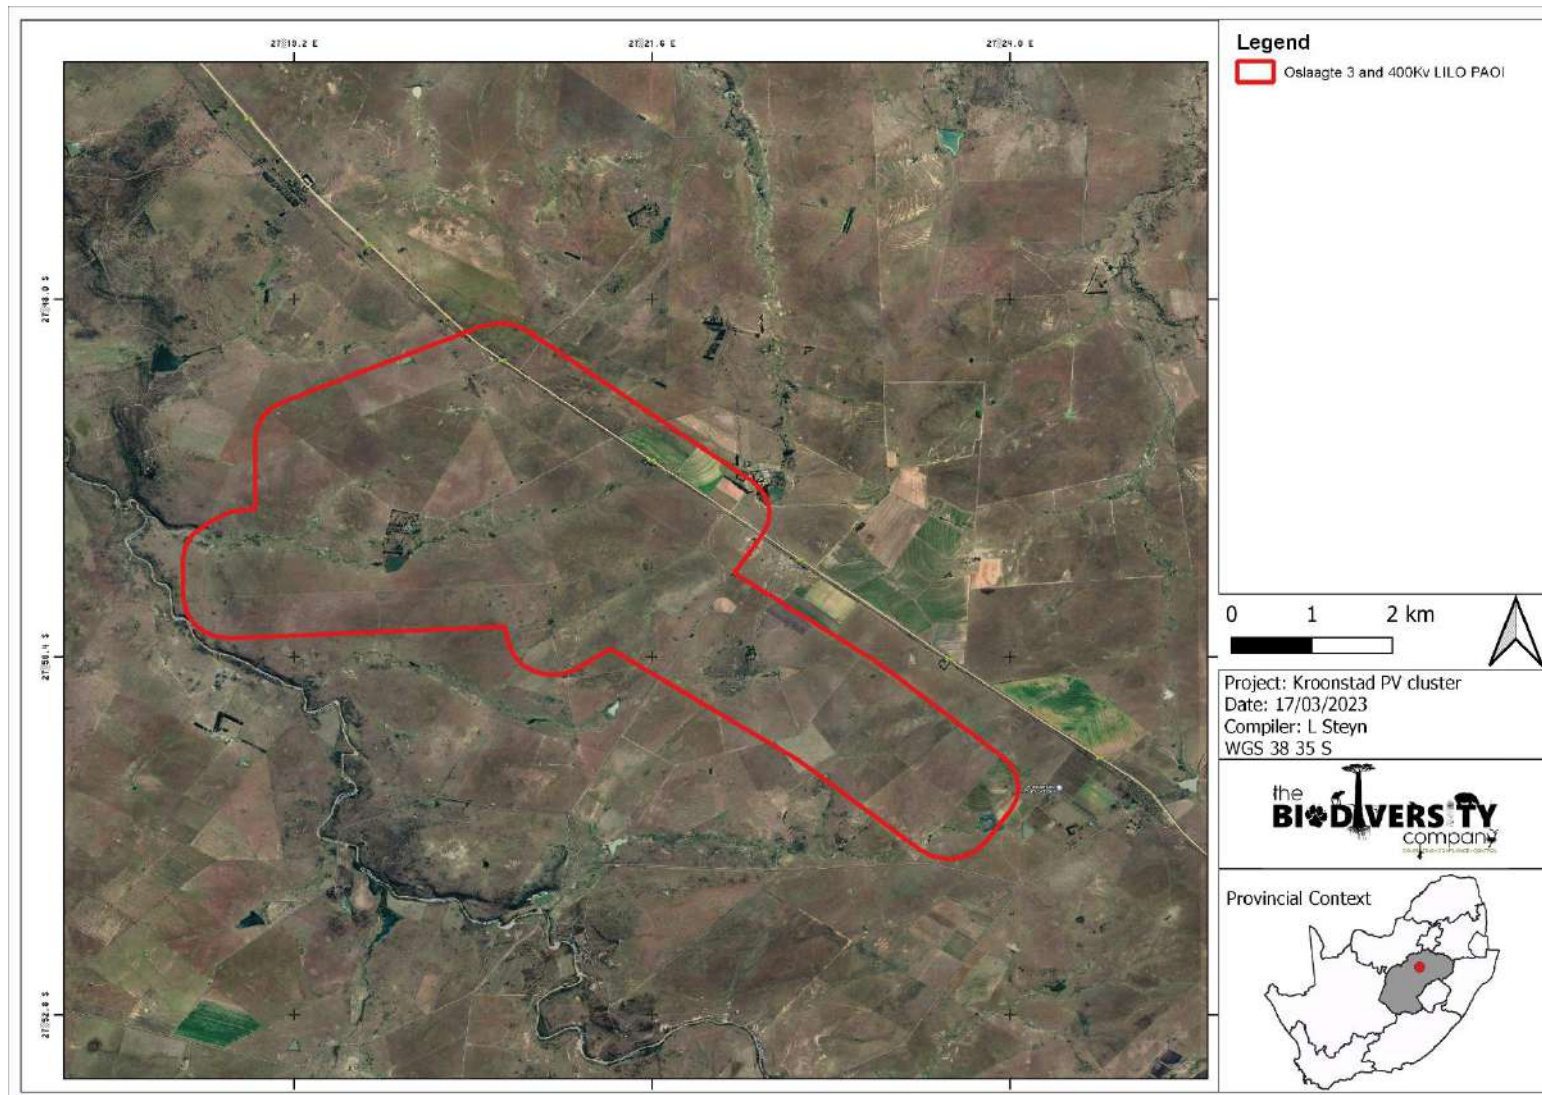 Legend
Oslaagte 3 and 400Kv LILO PAOI
0 1 2 km
Project: Kroonstad PV cluster
Date: 17/03/2023
Compiler: L Steyn
WGS 38 35 S
the
BIODIVERSITY
company
Provincial Context